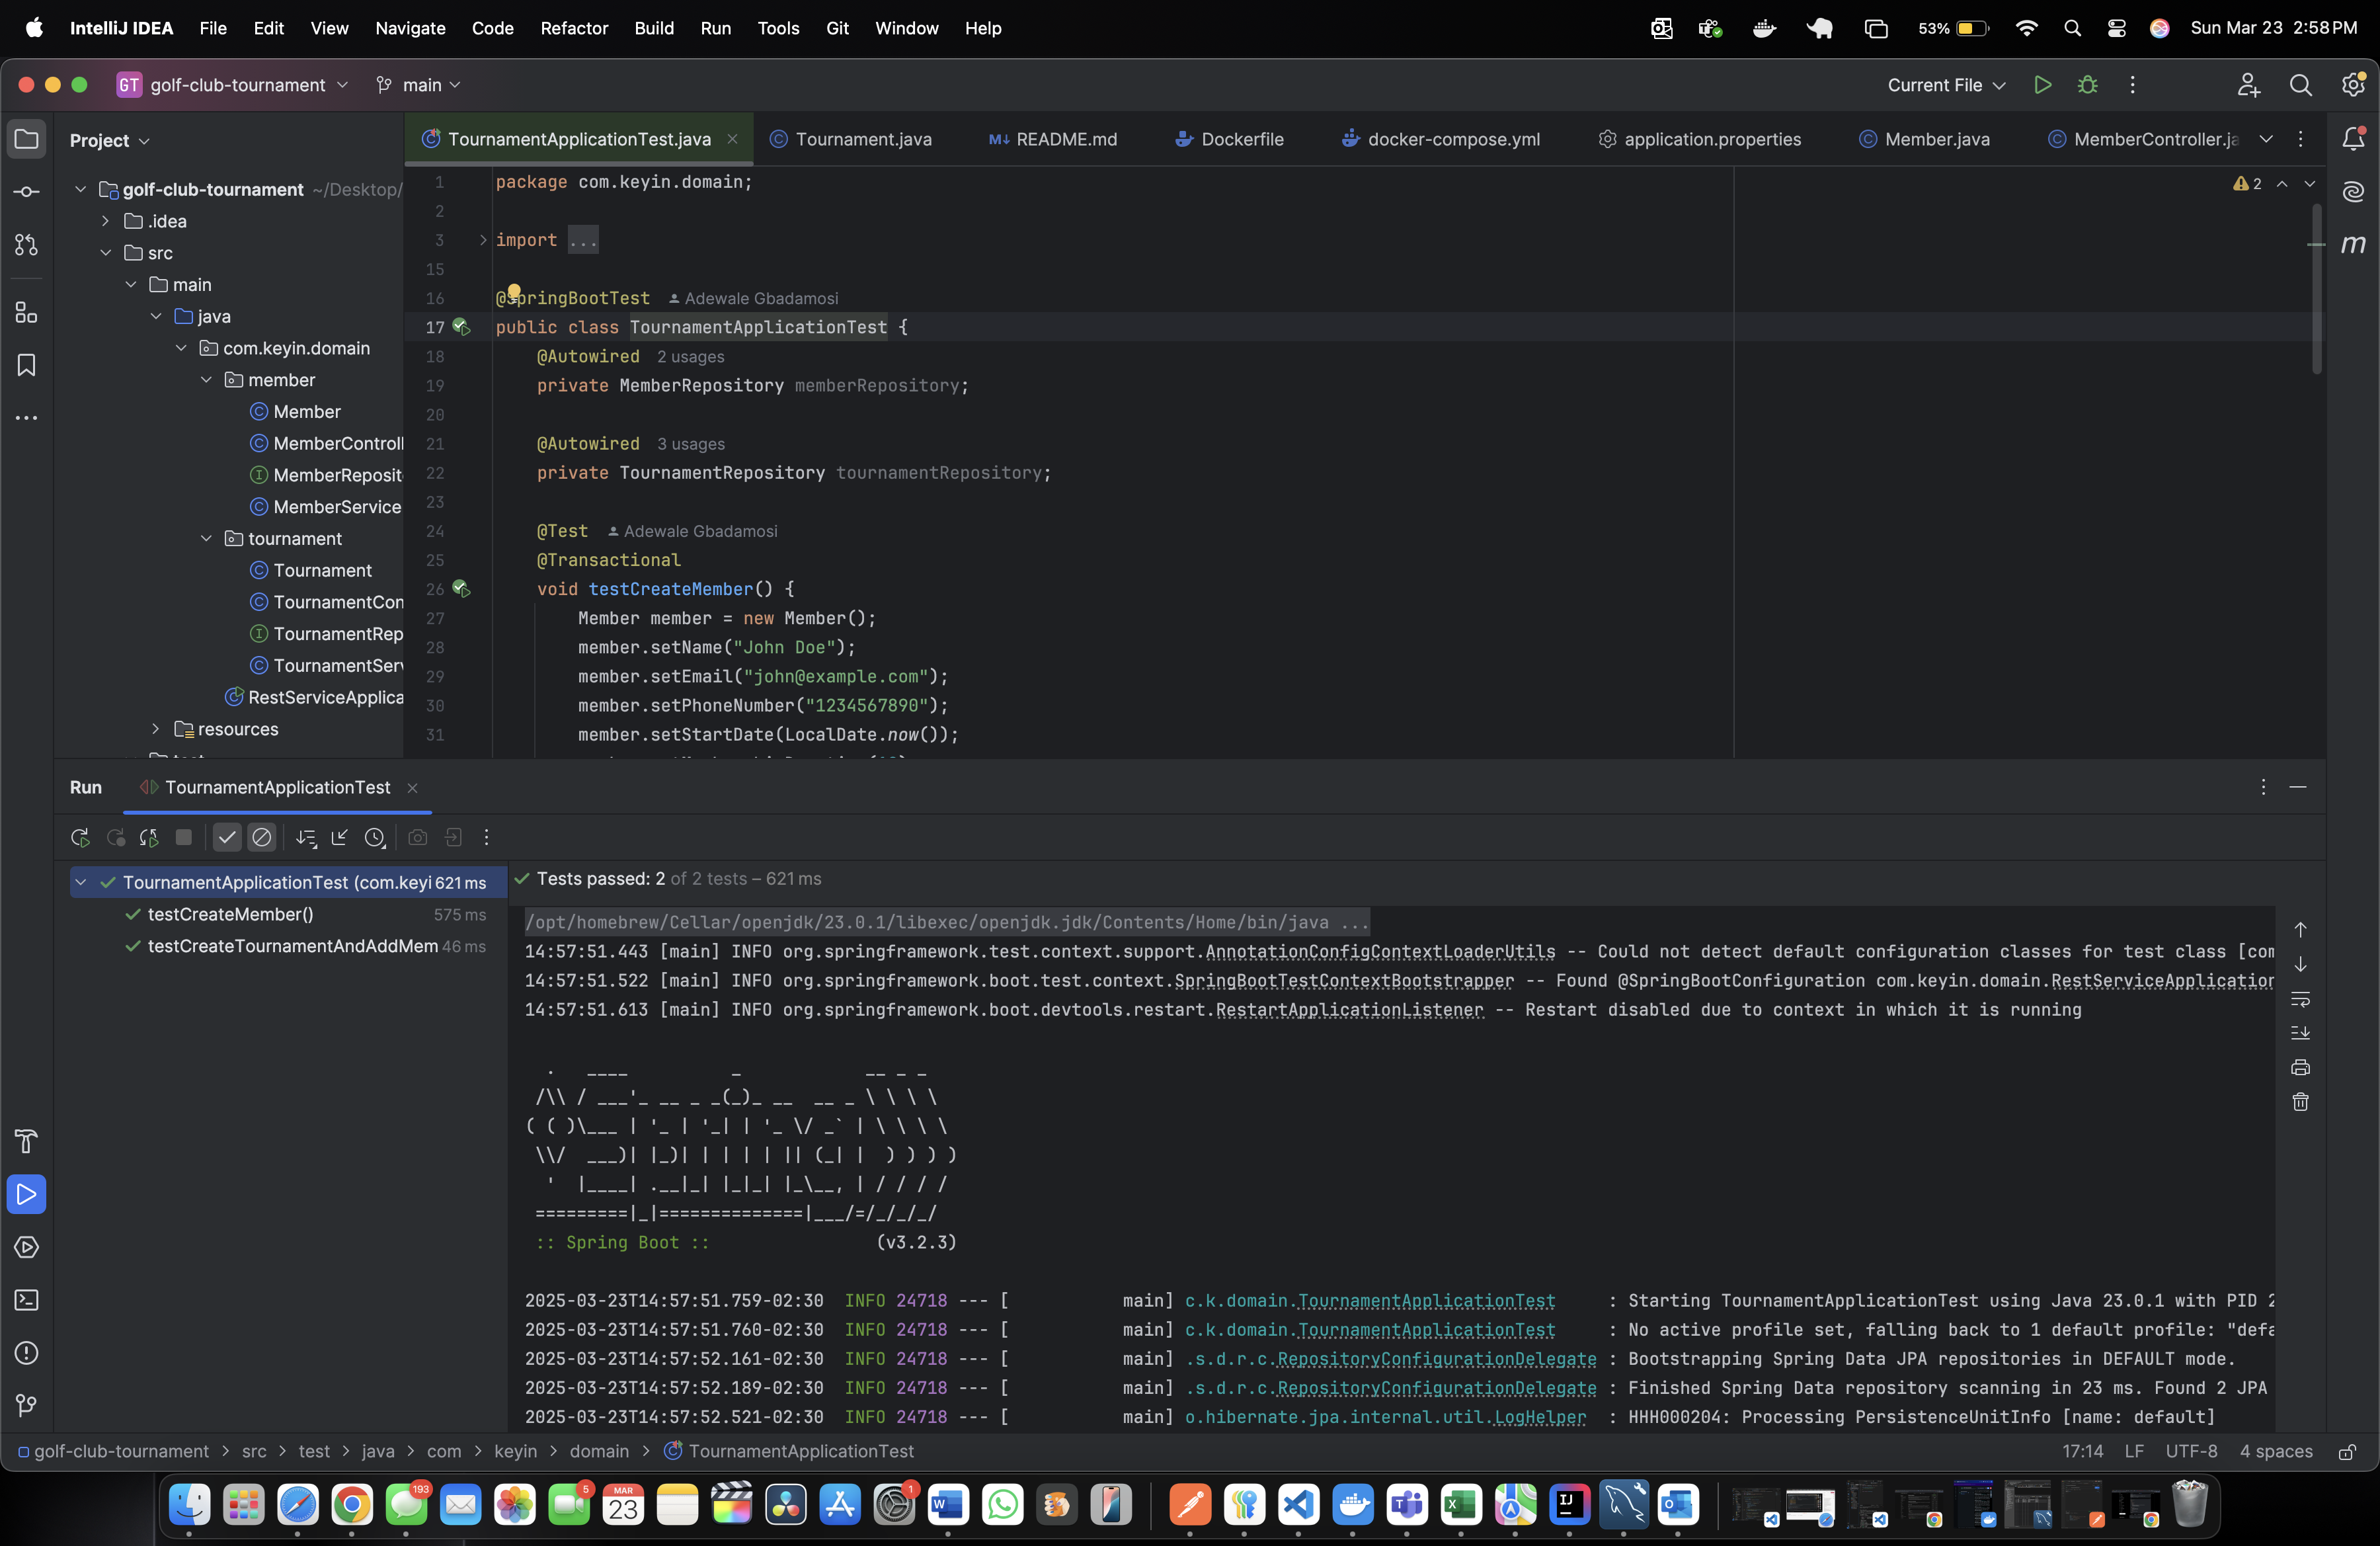 IntelliJ IDEA File Edit View Navigate Code Refactor Build Run Tools Git Window Help 53% Sun Mar 23 2:58 PM
GT golf-club-tournament main Current File
Project
TournamentApplicationTest.java Tournament.java M↓ README.md Dockerfile docker-compose.yml application.properties Member.java MemberController.ja
golf-club-tournament ~/Desktop/
.idea
src
main
java
com.keyin.domain
member
Member
MemberControll
MemberReposit
MemberService
tournament
Tournament
TournamentCon
TournamentRep
TournamentServ
RestServiceApplica
resources
2
1 package com.keyin.domain;
2
3 import ...
15
16 @SpringBootTest Adewale Gbadamosi
17 public class TournamentApplicationTest {
18 @Autowired 2 usages
19 private MemberRepository memberRepository;
20
21 @Autowired 3 usages
22 private TournamentRepository tournamentRepository;
23
24 @Test Adewale Gbadamosi
25 @Transactional
26 void testCreateMember() {
27 Member member = new Member();
28 member.setName("John Doe");
29 member.setEmail("john@example.com");
30 member.setPhoneNumber("1234567890");
31 member.setStartDate(LocalDate.now());
Run TournamentApplicationTest
TournamentApplicationTest (com.keyi 621 ms
testCreateMember() 575 ms
testCreateTournamentAndAddMem 46 ms
Tests passed: 2 of 2 tests – 621 ms
/opt/homebrew/Cellar/openjdk/23.0.1/libexec/openjdk.jdk/Contents/Home/bin/java ...
14:57:51.443 [main] INFO org.springframework.test.context.support.AnnotationConfigContextLoaderUtils -- Could not detect default configuration classes for test class [com
14:57:51.522 [main] INFO org.springframework.boot.test.context.SpringBootTestContextBootstrapper -- Found @SpringBootConfiguration com.keyin.domain.RestServiceApplication
14:57:51.613 [main] INFO org.springframework.boot.devtools.restart.RestartApplicationListener -- Restart disabled due to context in which it is running
:: Spring Boot :: (v3.2.3)
2025-03-23T14:57:51.759-02:30 INFO 24718 --- [ main] c.k.domain.TournamentApplicationTest : Starting TournamentApplicationTest using Java 23.0.1 with PID 2
2025-03-23T14:57:51.760-02:30 INFO 24718 --- [ main] c.k.domain.TournamentApplicationTest : No active profile set, falling back to 1 default profile: "defa
2025-03-23T14:57:52.161-02:30 INFO 24718 --- [ main] .s.d.r.c.RepositoryConfigurationDelegate : Bootstrapping Spring Data JPA repositories in DEFAULT mode.
2025-03-23T14:57:52.189-02:30 INFO 24718 --- [ main] .s.d.r.c.RepositoryConfigurationDelegate : Finished Spring Data repository scanning in 23 ms. Found 2 JPA
2025-03-23T14:57:52.521-02:30 INFO 24718 --- [ main] o.hibernate.jpa.internal.util.LogHelper : HHH000204: Processing PersistenceUnitInfo [name: default]
golf-club-tournament > src > test > java > com > keyin > domain > TournamentApplicationTest 17:14 LF UTF-8 4 spaces
193 5 MAR 23 1